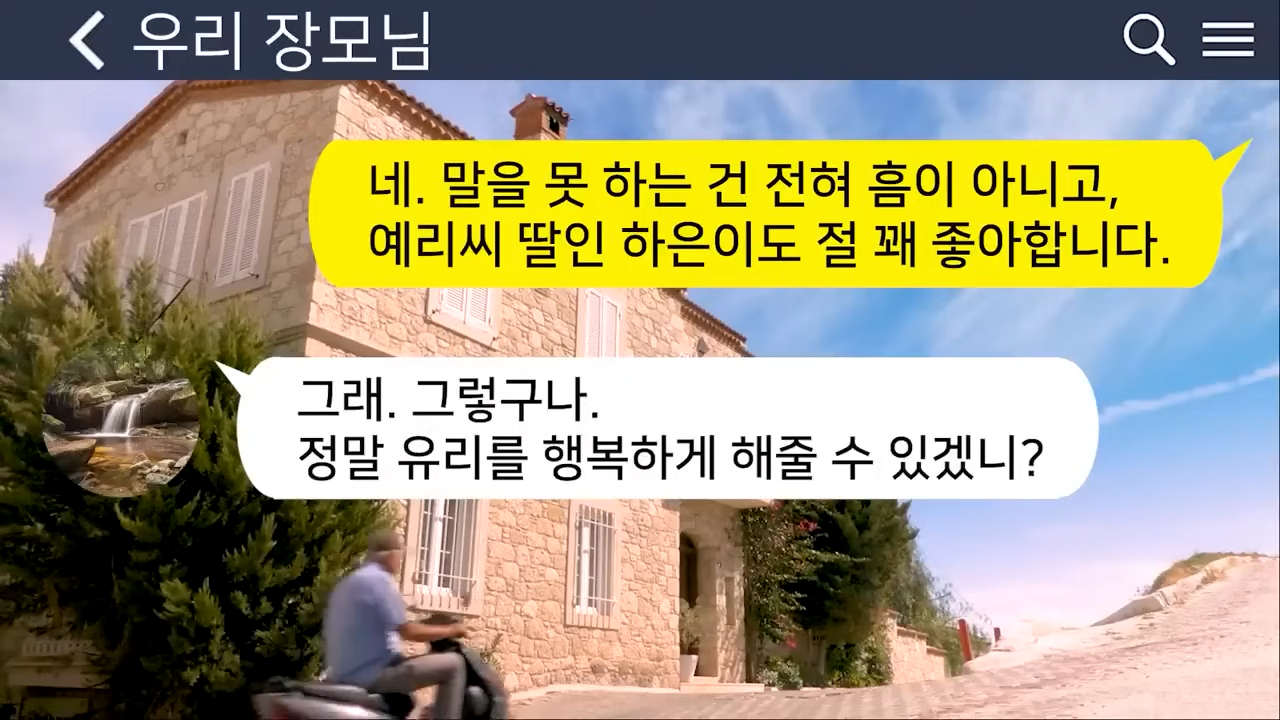 우리 장모님
네. 말을 못 하는 건 전혀 흠이 아니고,
예리씨 딸인 하은이도 절 꽤 좋아합니다.
그래. 그렇구나.
정말 유리를 행복하게 해줄 수 있겠니?